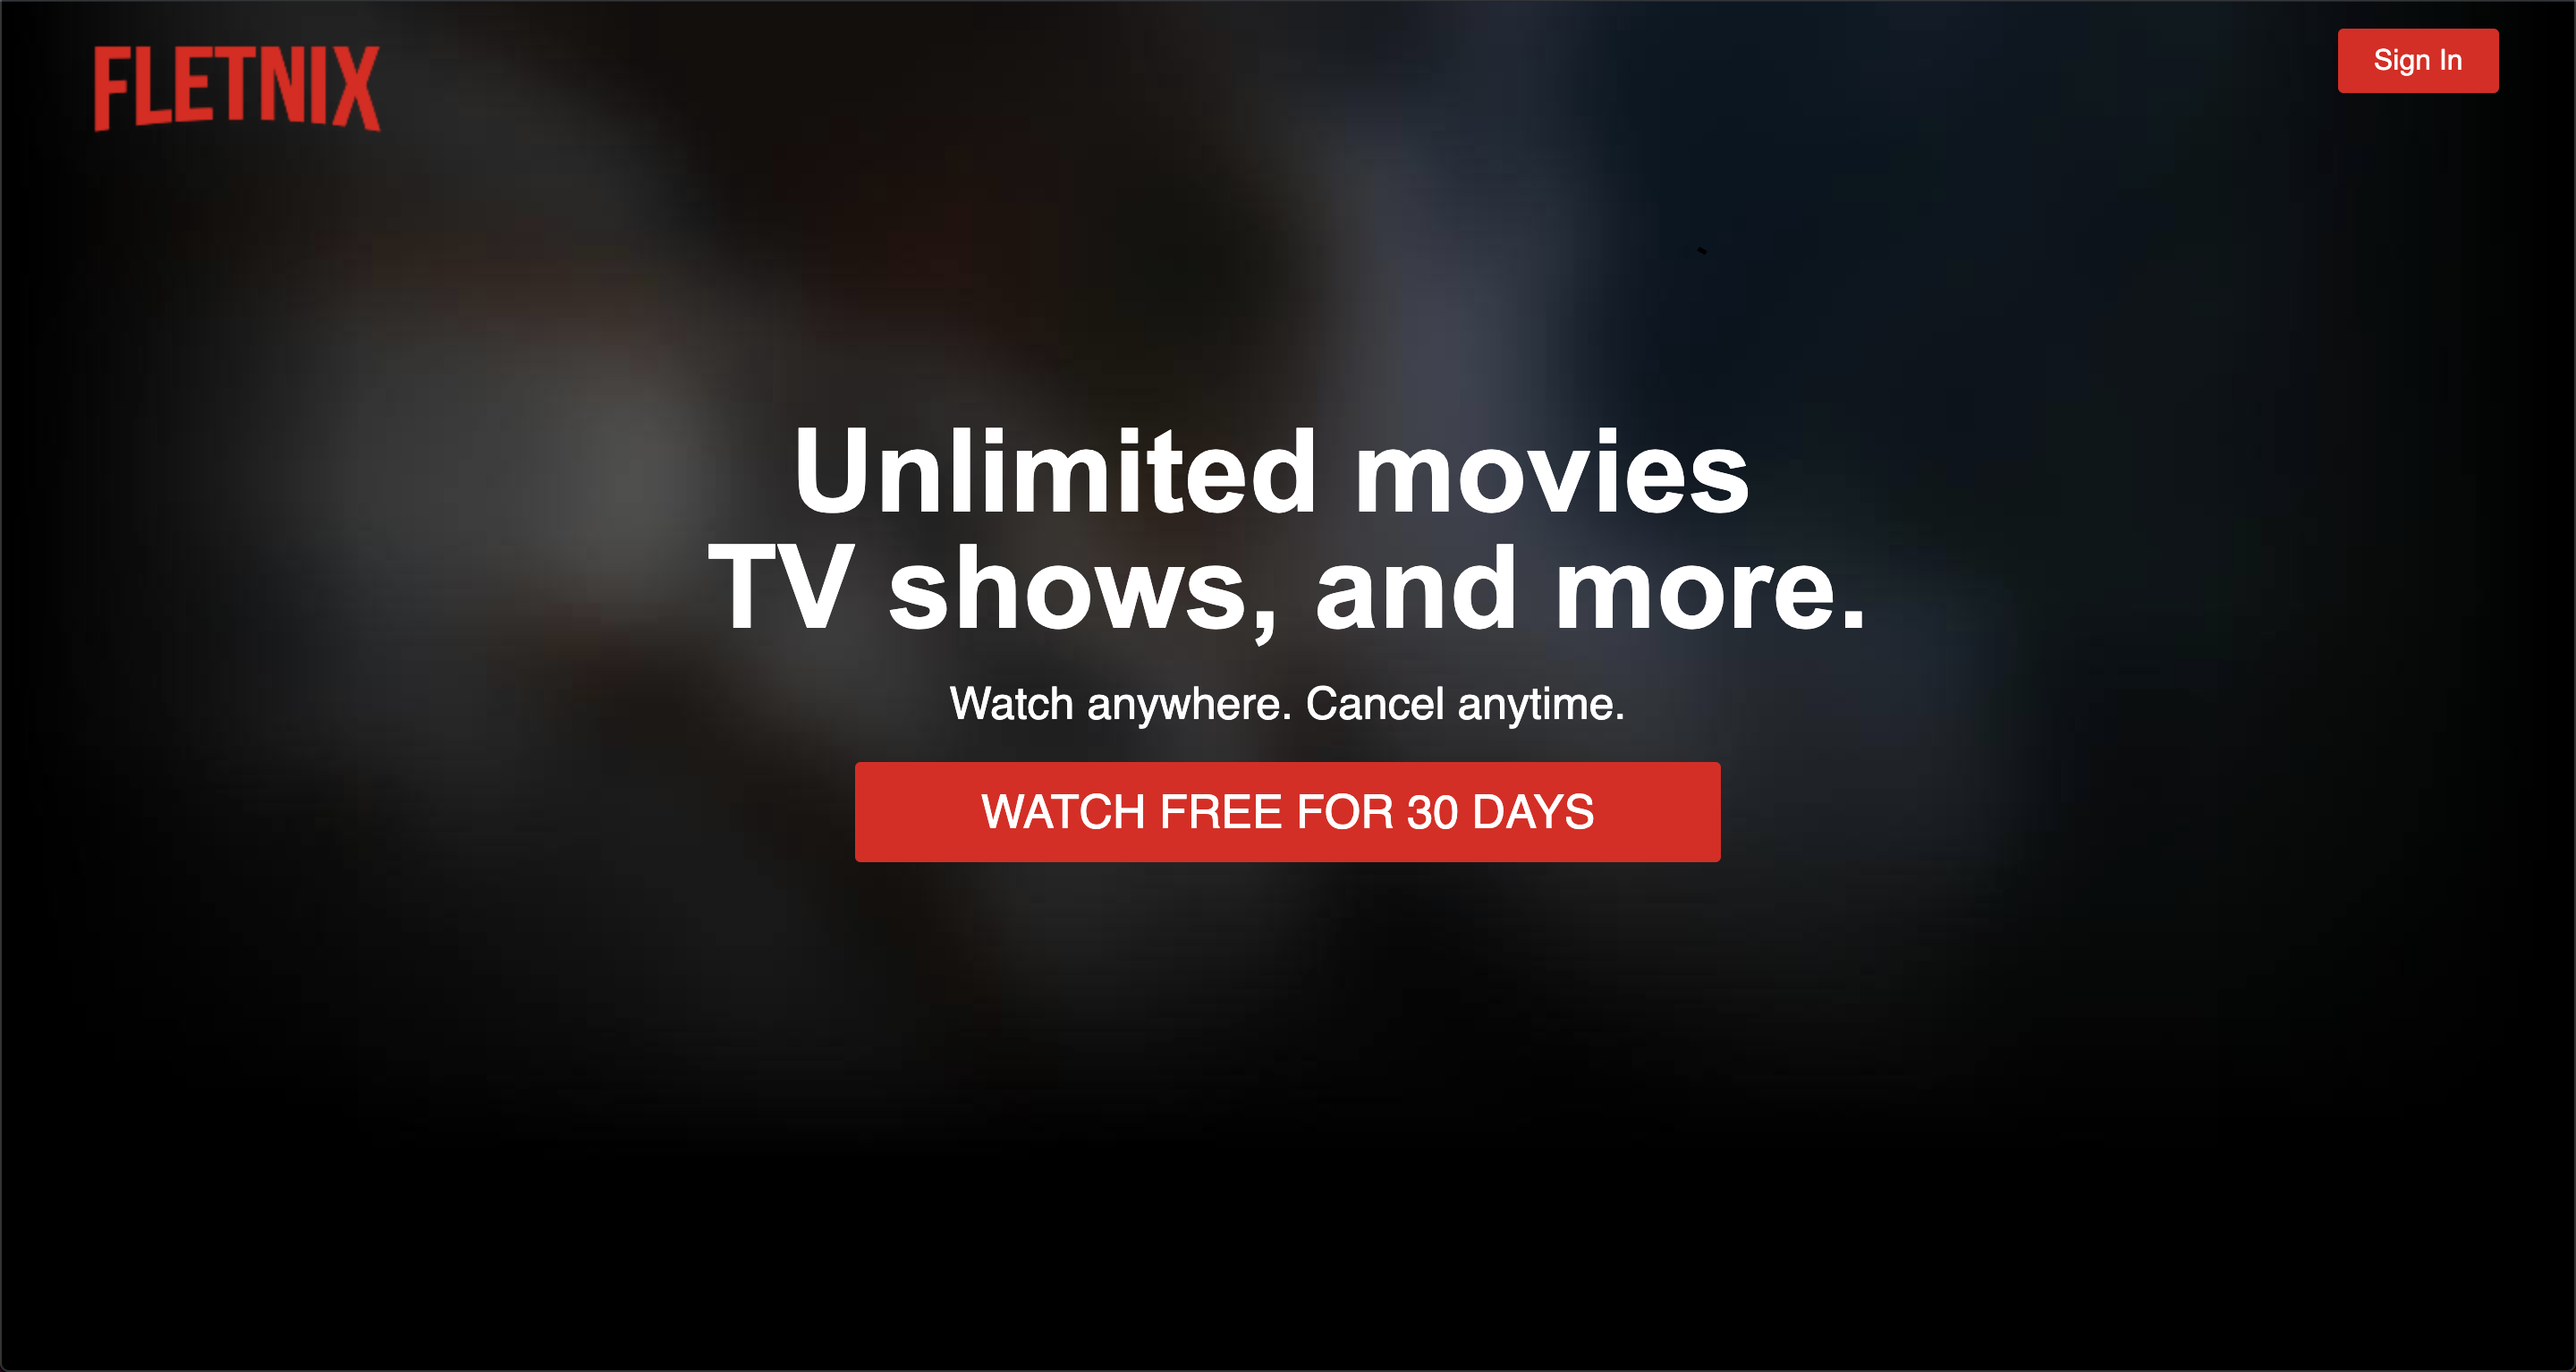 FLETNIX
Sign In
Unlimited movies
TV shows, and more.
Watch anywhere. Cancel anytime.
WATCH FREE FOR 30 DAYS